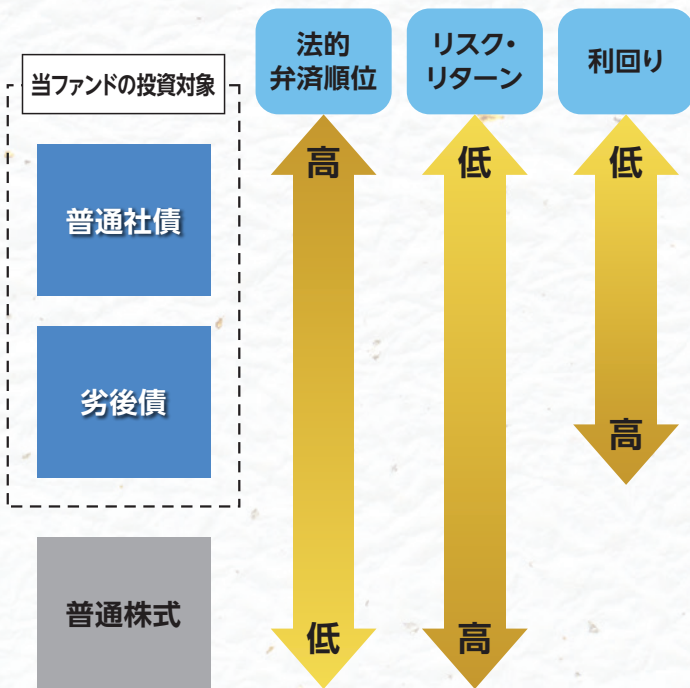 法的
弁済順位
リスク・
リターン
利回り
当ファンドの投資対象
高
低
低
普通社債
劣後債
高
普通株式
低
高